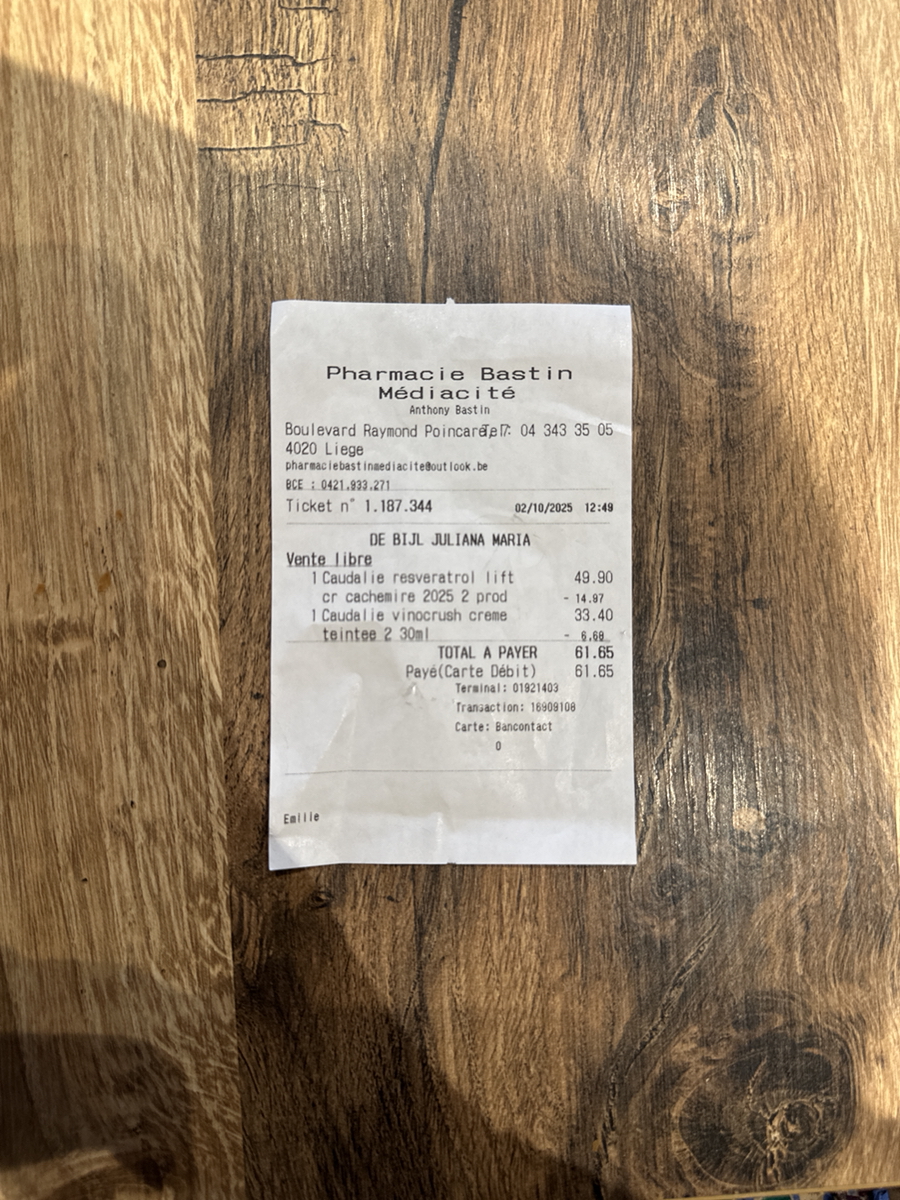 Pharmacie Bastin
Médiacité
Anthony Bastin
Boulevard Raymond Poincaré, 7 Tel: 04 343 35 05
4020 Liege
pharmaciebastinmediacite@outlook.be
BCE : 0421.933.271
Ticket n° 1.187.344 02/10/2025 12:49
DE BIJL JULIANA MARIA
Vente libre
1 Caudalie resveratrol lift 49.90
cr cachemire 2025 2 prod - 14.97
1 Caudalie vinocrush creme 33.40
teintee 2 30ml - 6.68
TOTAL A PAYER 61.65
Payé(Carte Débit) 61.65
Terminal: 01921403
Transaction: 16909108
Carte: Bancontact
0
Emilie